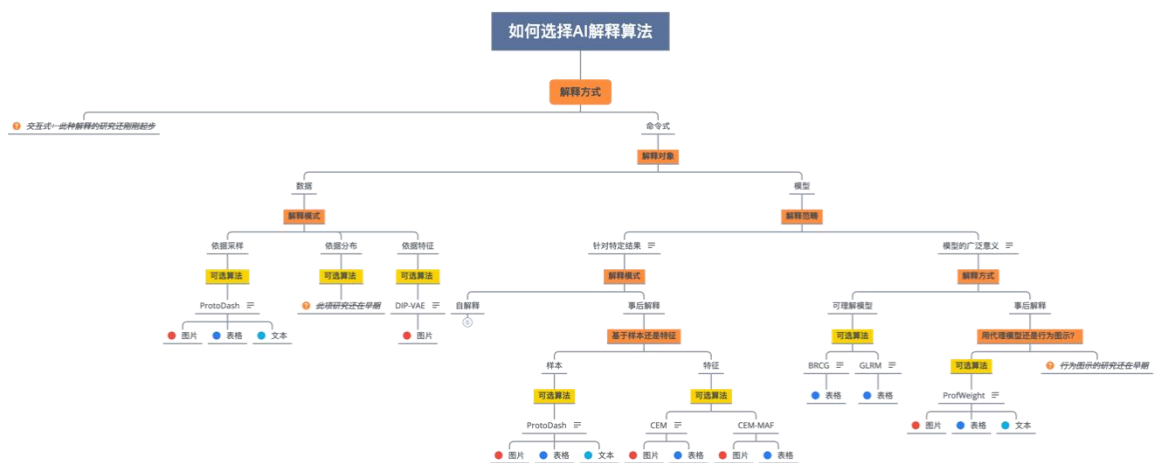 如何选择AI解释算法
解释方式
交互式：此种解释的研究还刚刚起步
命令式
解释对象
数据
模型
解释模式
解释范畴
依据采样
依据分布
依据特征
针对特定结果
模型的广泛意义
可选算法
可选算法
可选算法
解释模式
解释方式
ProtoDash
此项研究还在早期
DIP-VAE
自解释
事后解释
可理解模型
事后解释
图片
表格
文本
图片
基于样本还是特征
可选算法
用代理模型还是行为图示?
样本
特征
BRCG
GLRM
可选算法
行为图示的研究还在早期
可选算法
可选算法
表格
表格
ProfWeight
ProtoDash
CEM
CEM-MAF
图片
表格
文本
图片
表格
文本
图片
表格
图片
表格